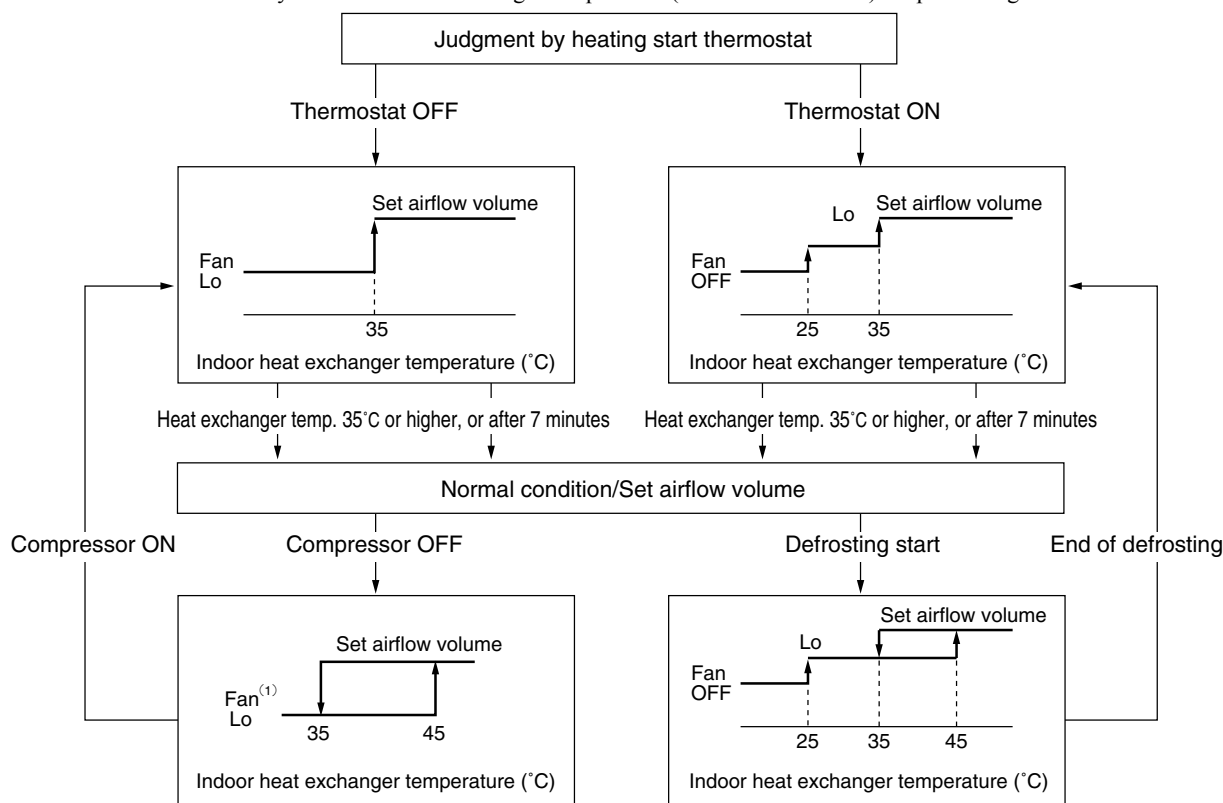 Judgment by heating start thermostat
Thermostat OFF
Thermostat ON
Set airflow volume
Fan
Lo
35
Indoor heat exchanger temperature (˚C)
Set airflow volume
Lo
Fan
OFF
25 35
Indoor heat exchanger temperature (˚C)
Heat exchanger temp. 35˚C or higher, or after 7 minutes
Heat exchanger temp. 35˚C or higher, or after 7 minutes
Normal condition/Set airflow volume
Compressor ON
Compressor OFF
Defrosting start
End of defrosting
Set airflow volume
Fan(1)
Lo
35 45
Indoor heat exchanger temperature (˚C)
Set airflow volume
Lo
Fan
OFF
25 35 45
Indoor heat exchanger temperature (˚C)